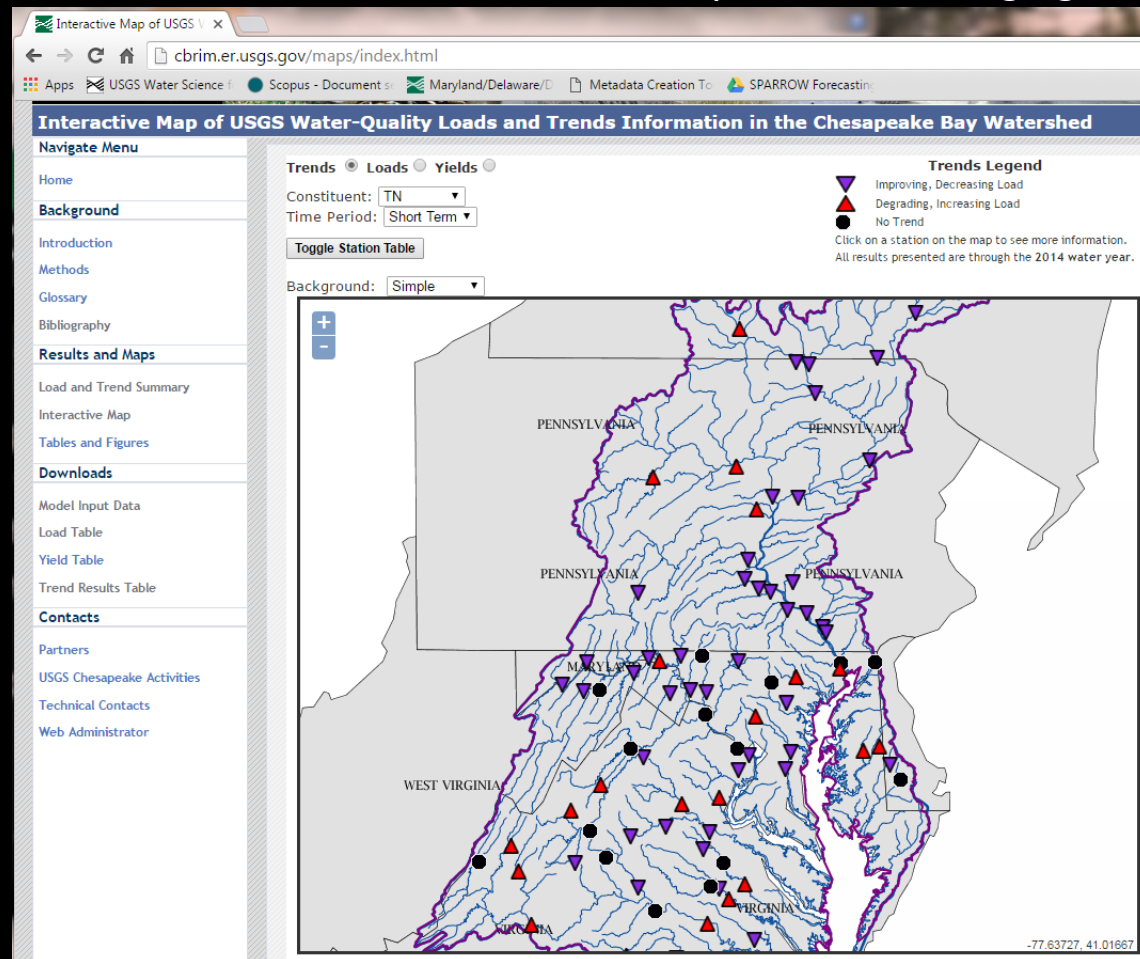 Interactive Map of USGS
cbrim.er.usgs.gov/maps/index.html
Apps USGS Water Science Scopus - Document Maryland/Delaware/D Metadata Creation To SPARROW Forecasting
Interactive Map of USGS Water-Quality Loads and Trends Information in the Chesapeake Bay Watershed
Navigate Menu
Home
Background
Introduction
Methods
Glossary
Bibliography
Results and Maps
Load and Trend Summary
Interactive Map
Tables and Figures
Downloads
Model Input Data
Load Table
Yield Table
Trend Results Table
Contacts
Partners
USGS Chesapeake Activities
Technical Contacts
Web Administrator
Trends Loads Yields
Constituent: TN
Time Period: Short Term
Toggle Station Table
Background: Simple
Trends Legend
Improving, Decreasing Load
Degrading, Increasing Load
No Trend
Click on a station on the map to see more information.
All results presented are through the 2014 water year.
+
-
PENNSYLVANIA PENNSYLVANIA
PENNSYLVANIA PENNSYLVANIA
MARYLAND
WEST VIRGINIA
VIRGINIA
VIRGINIA
-77.63727, 41.01667